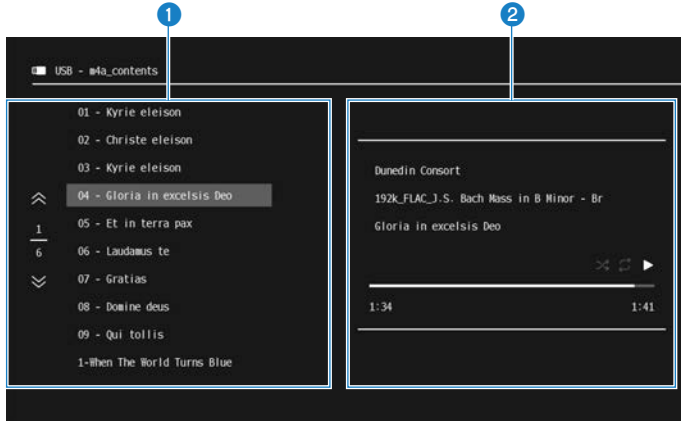 1
2
USB - m4a_contents
01 - Kyrie eleison
02 - Christe eleison
03 - Kyrie eleison
04 - Gloria in excelsis Deo
05 - Et in terra pax
06 - Laudamus te
07 - Gratias
08 - Domine deus
09 - Qui tollis
1-When The World Turns Blue
1
6
Dunedin Consort
192k_FLAC_J.S. Bach Mass in B Minor - Br
Gloria in excelsis Deo
1:34
1:41